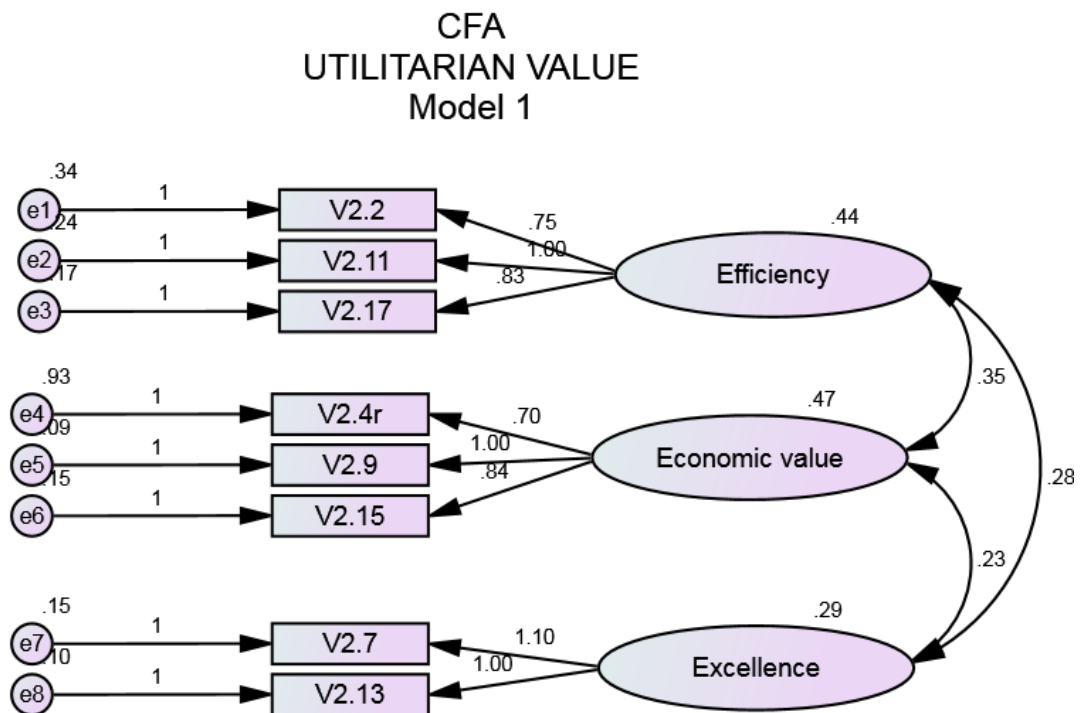 CFA
UTILITARIAN VALUE
Model 1
.34
e1
1
V2.2
.75
.44
.24
e2
1
V2.11
1.00
Efficiency
.17
e3
1
V2.17
.83
.35
.93
e4
1
V2.4r
.70
.47
.09
e5
1
V2.9
1.00
Economic value
.15
e6
1
V2.15
.84
.28
.23
.15
e7
1
V2.7
1.10
.29
.10
e8
1
V2.13
1.00
Excellence